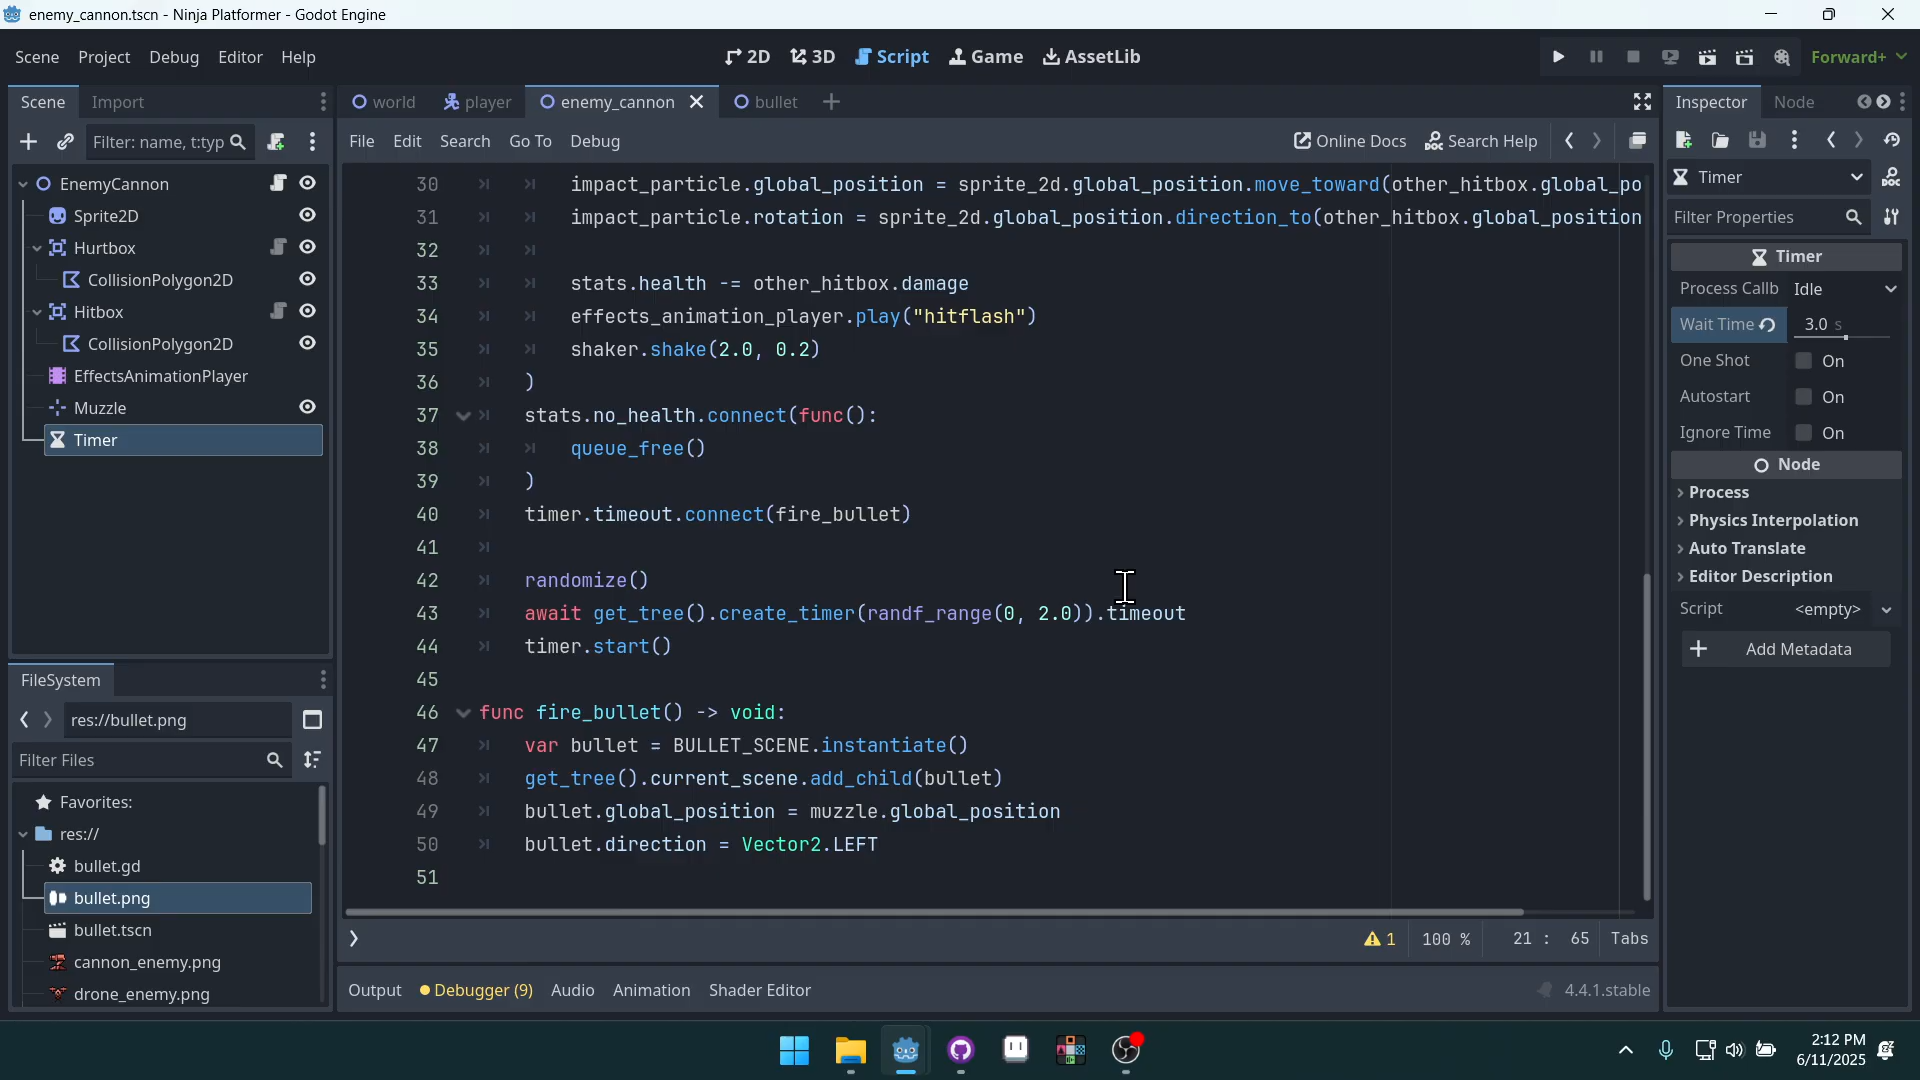 enemy_cannon.tscn - Ninja Platformer - Godot Engine
Scene Project Debug Editor Help
2D 3D Script Game AssetLib
Forward+
Scene Import
world player enemy_cannon bullet
Inspector Node
Filter: name, t:typ
File Edit Search Go To Debug
Online Docs Search Help
EnemyCannon
Sprite2D
Hurtbox
CollisionPolygon2D
Hitbox
CollisionPolygon2D
EffectsAnimationPlayer
Muzzle
Timer
30 impact_particle.global_position = sprite_2d.global_position.move_toward(other_hitbox.global_po
31 impact_particle.rotation = sprite_2d.global_position.direction_to(other_hitbox.global_position
32
33 stats.health -= other_hitbox.damage
34 effects_animation_player.play("hitflash")
35 shaker.shake(2.0, 0.2)
36 )
37 stats.no_health.connect(func():
38 queue_free()
39 )
40 timer.timeout.connect(fire_bullet)
41
42 randomize()
43 await get_tree().create_timer(randf_range(0, 2.0)).timeout
44 timer.start()
45
46 func fire_bullet() -> void:
47 var bullet = BULLET_SCENE.instantiate()
48 get_tree().current_scene.add_child(bullet)
49 bullet.global_position = muzzle.global_position
50 bullet.direction = Vector2.LEFT
51
1 100 % 21 : 65 Tabs
Output Debugger (9) Audio Animation Shader Editor
4.4.1.stable
Timer
Filter Properties
Timer
Process Callb Idle
Wait Time 3.0 s
One Shot On
Autostart On
Ignore Time On
Node
Process
Physics Interpolation
Auto Translate
Editor Description
Script <empty>
Add Metadata
FileSystem
res://bullet.png
Filter Files
Favorites:
res://
bullet.gd
bullet.png
bullet.tscn
cannon_enemy.png
drone_enemy.png
2:12 PM
6/11/2025